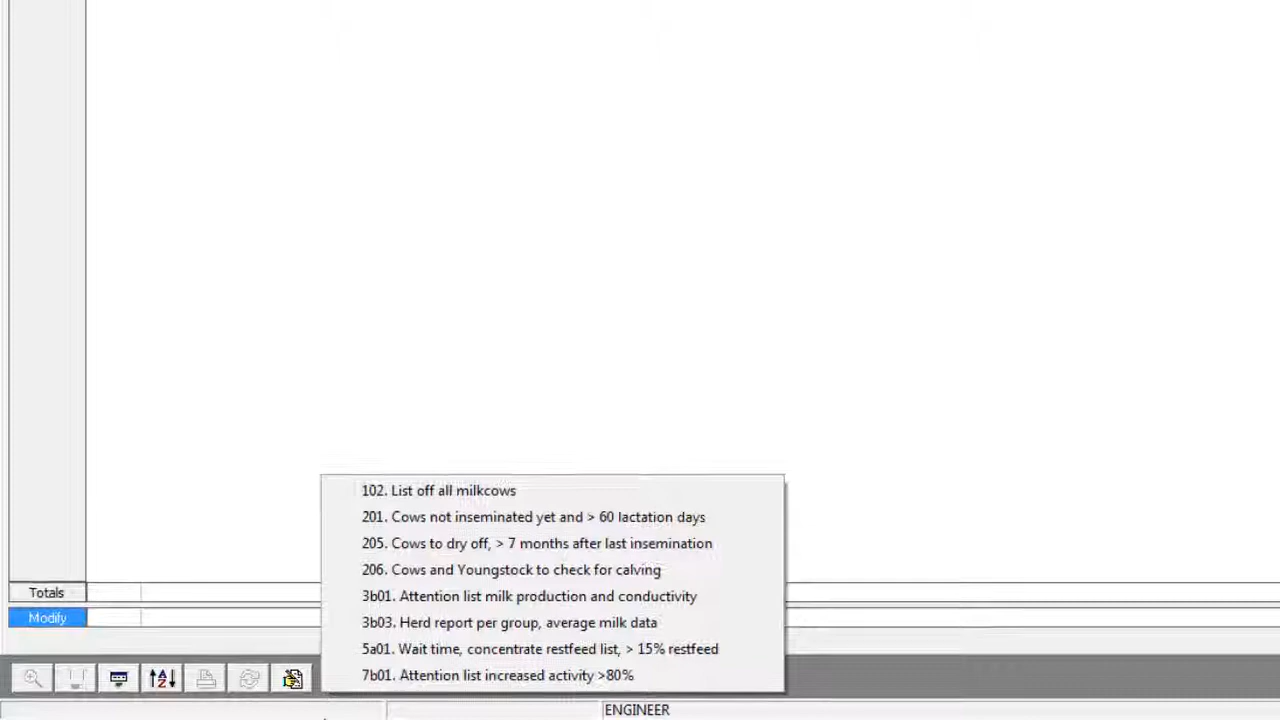 102. List off all milkcows
201. Cows not inseminated yet and > 60 lactation days
205. Cows to dry off, > 7 months after last insemination
206. Cows and Youngstock to check for calving
Totals
3b01. Attention list milk production and conductivity
Modify
3b03. Herd report per group, average milk data
5a01. Wait time, concentrate restfeed list, > 15% restfeed
7b01. Attention list increased activity >80%
ENGINEER